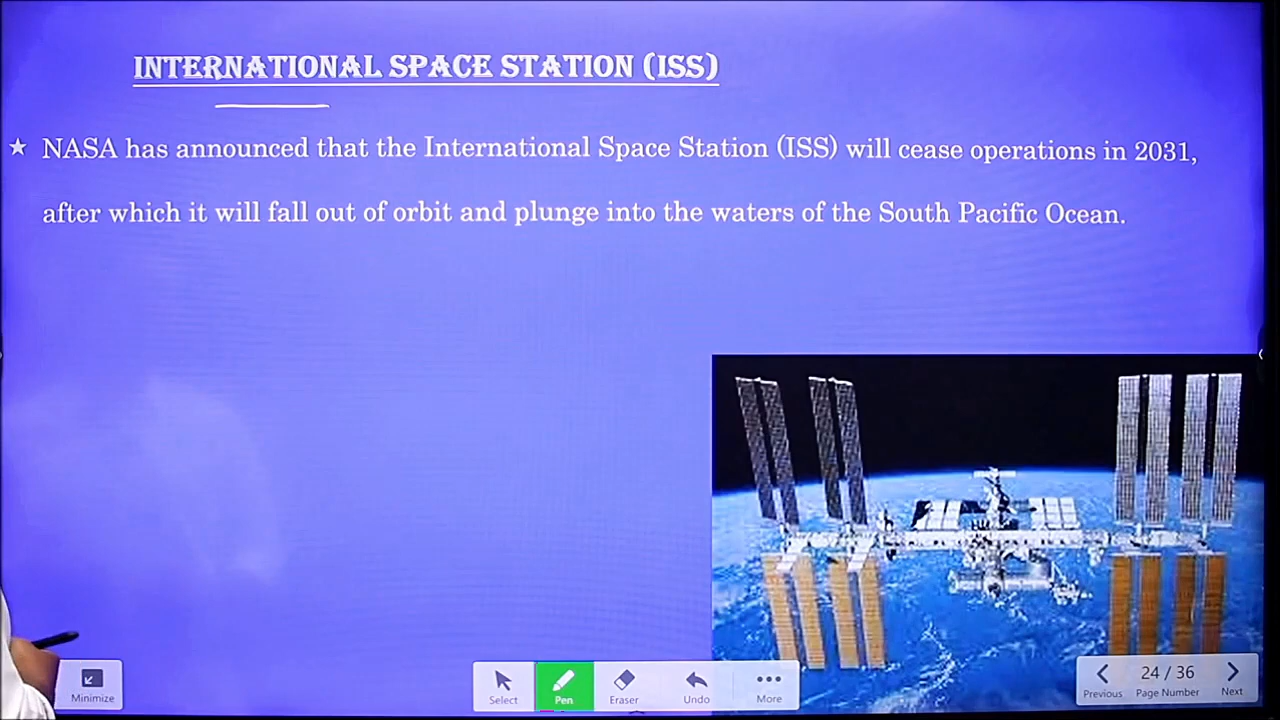 INTERNATIONAL SPACE STATION (ISS)
★ NASA has announced that the International Space Station (ISS) will cease operations in 2031,
after which it will fall out of orbit and plunge into the waters of the South Pacific Ocean.
Minimize
Select
Pen
Eraser
Undo
More
Previous
24 / 36
Page Number
Next